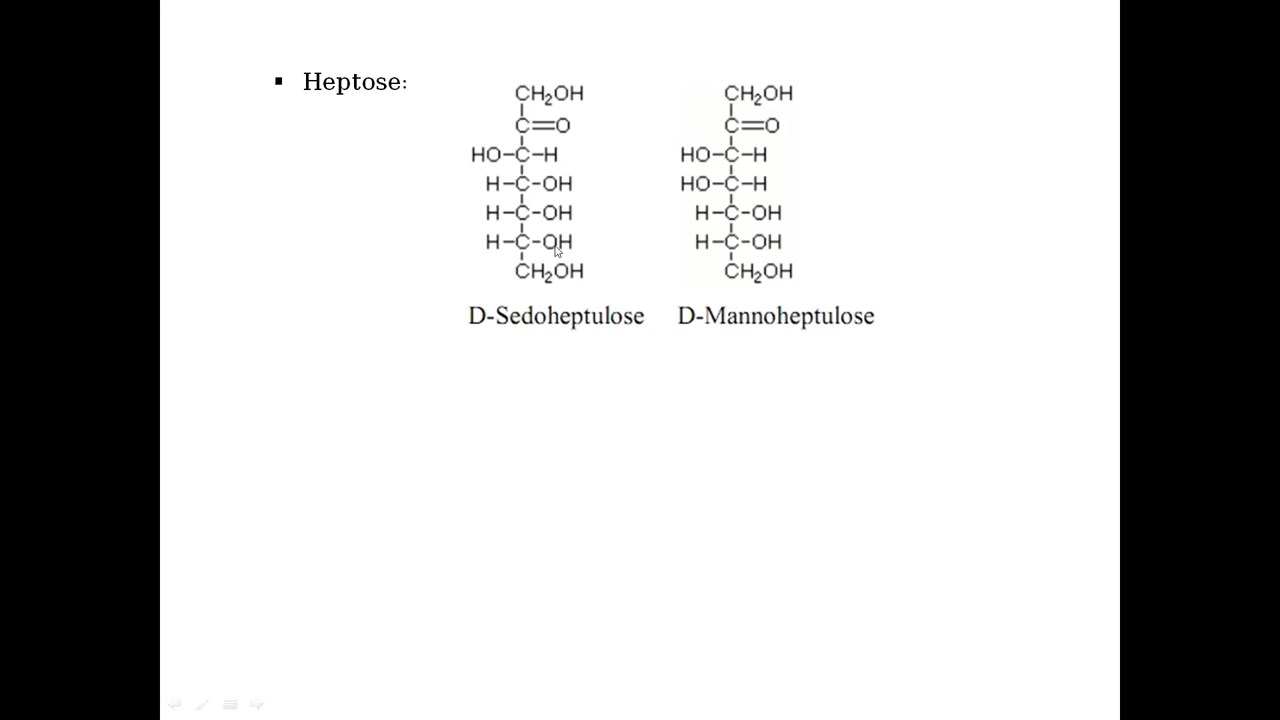 ▪ Heptose:
CH₂OH CH₂OH
C=O C=O
HO-C-H HO-C-H
H-C-OH HO-C-H
H-C-OH H-C-OH
H-C-OH H-C-OH
CH₂OH CH₂OH
D-Sedoheptulose D-Mannoheptulose